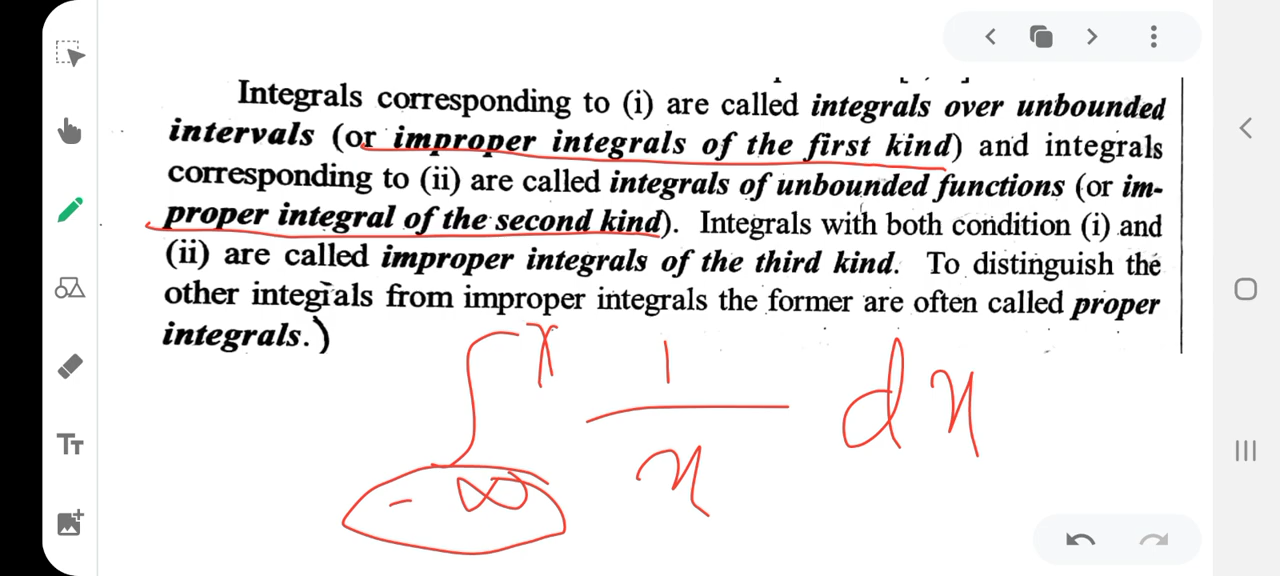 Integrals corresponding to (i) are called integrals over unbounded
intervals (or improper integrals of the first kind) and integrals
corresponding to (ii) are called integrals of unbounded functions (or im-
proper integral of the second kind). Integrals with both condition (i) and
(ii) are called improper integrals of the third kind. To distinguish the
other integrals from improper integrals the former are often called proper
integrals.)
∫ 1/x dx
- ∞
TT